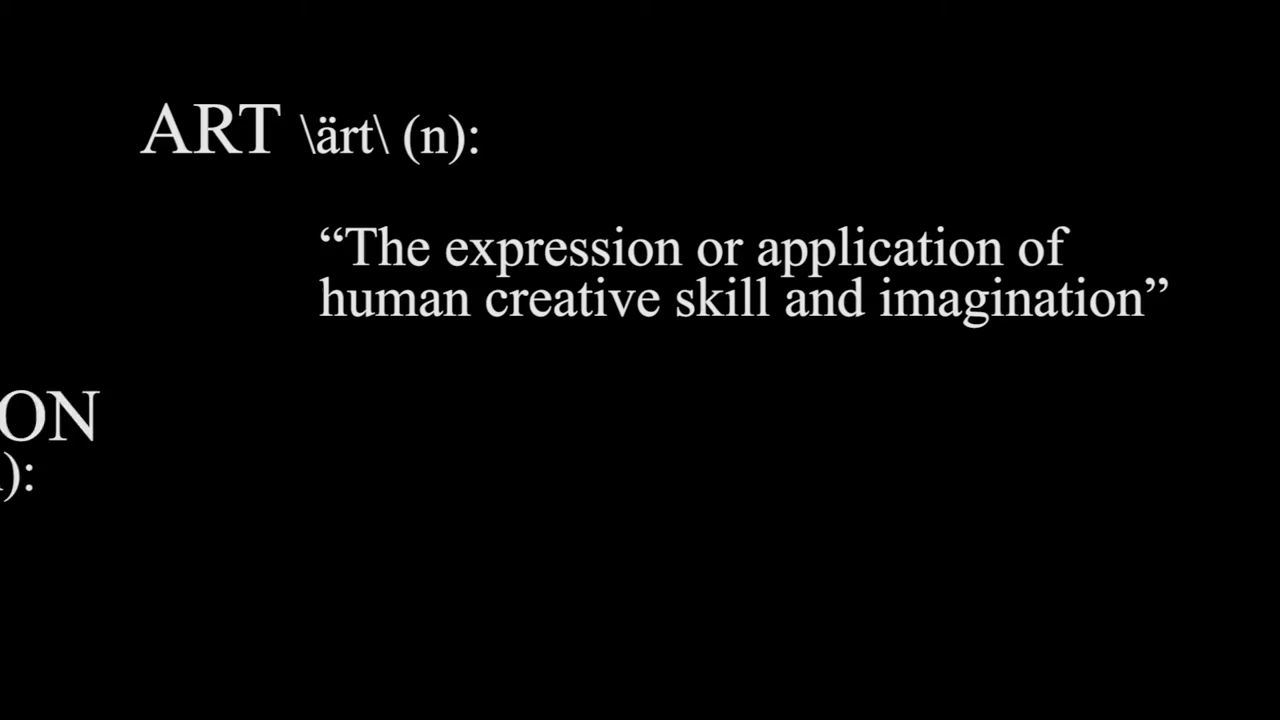 ART \ärt\ (n):
“The expression or application of
human creative skill and imagination”
ON
):